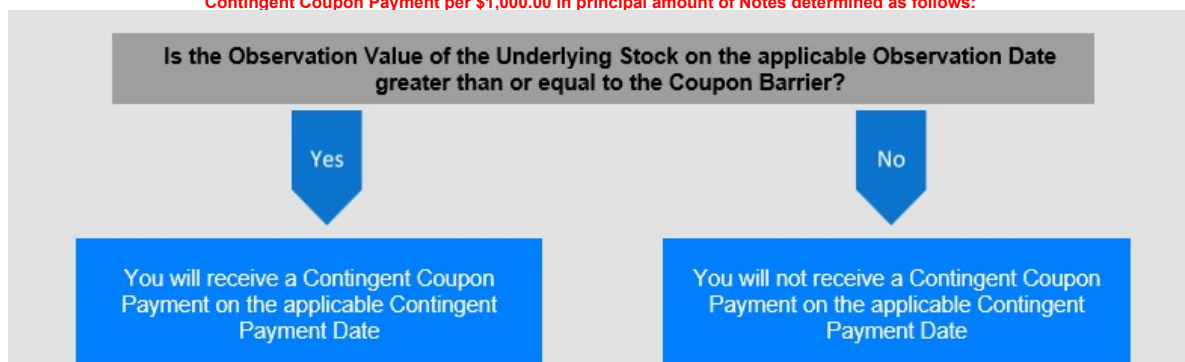 Contingent Coupon Payment per $1,000.00 in principal amount of Notes determined as follows:
Is the Observation Value of the Underlying Stock on the applicable Observation Date
greater than or equal to the Coupon Barrier?
Yes
No
You will receive a Contingent Coupon
Payment on the applicable Contingent
Payment Date
You will not receive a Contingent Coupon
Payment on the applicable Contingent
Payment Date